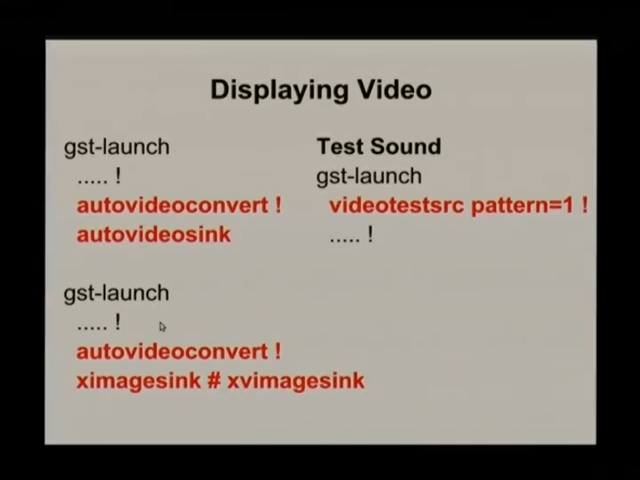 Displaying Video
gst-launch
..... !
autovideoconvert !
autovideosink
gst-launch
..... !
autovideoconvert !
ximagesink # xvimagesink
Test Sound
gst-launch
videotestsrc pattern=1 !
..... !